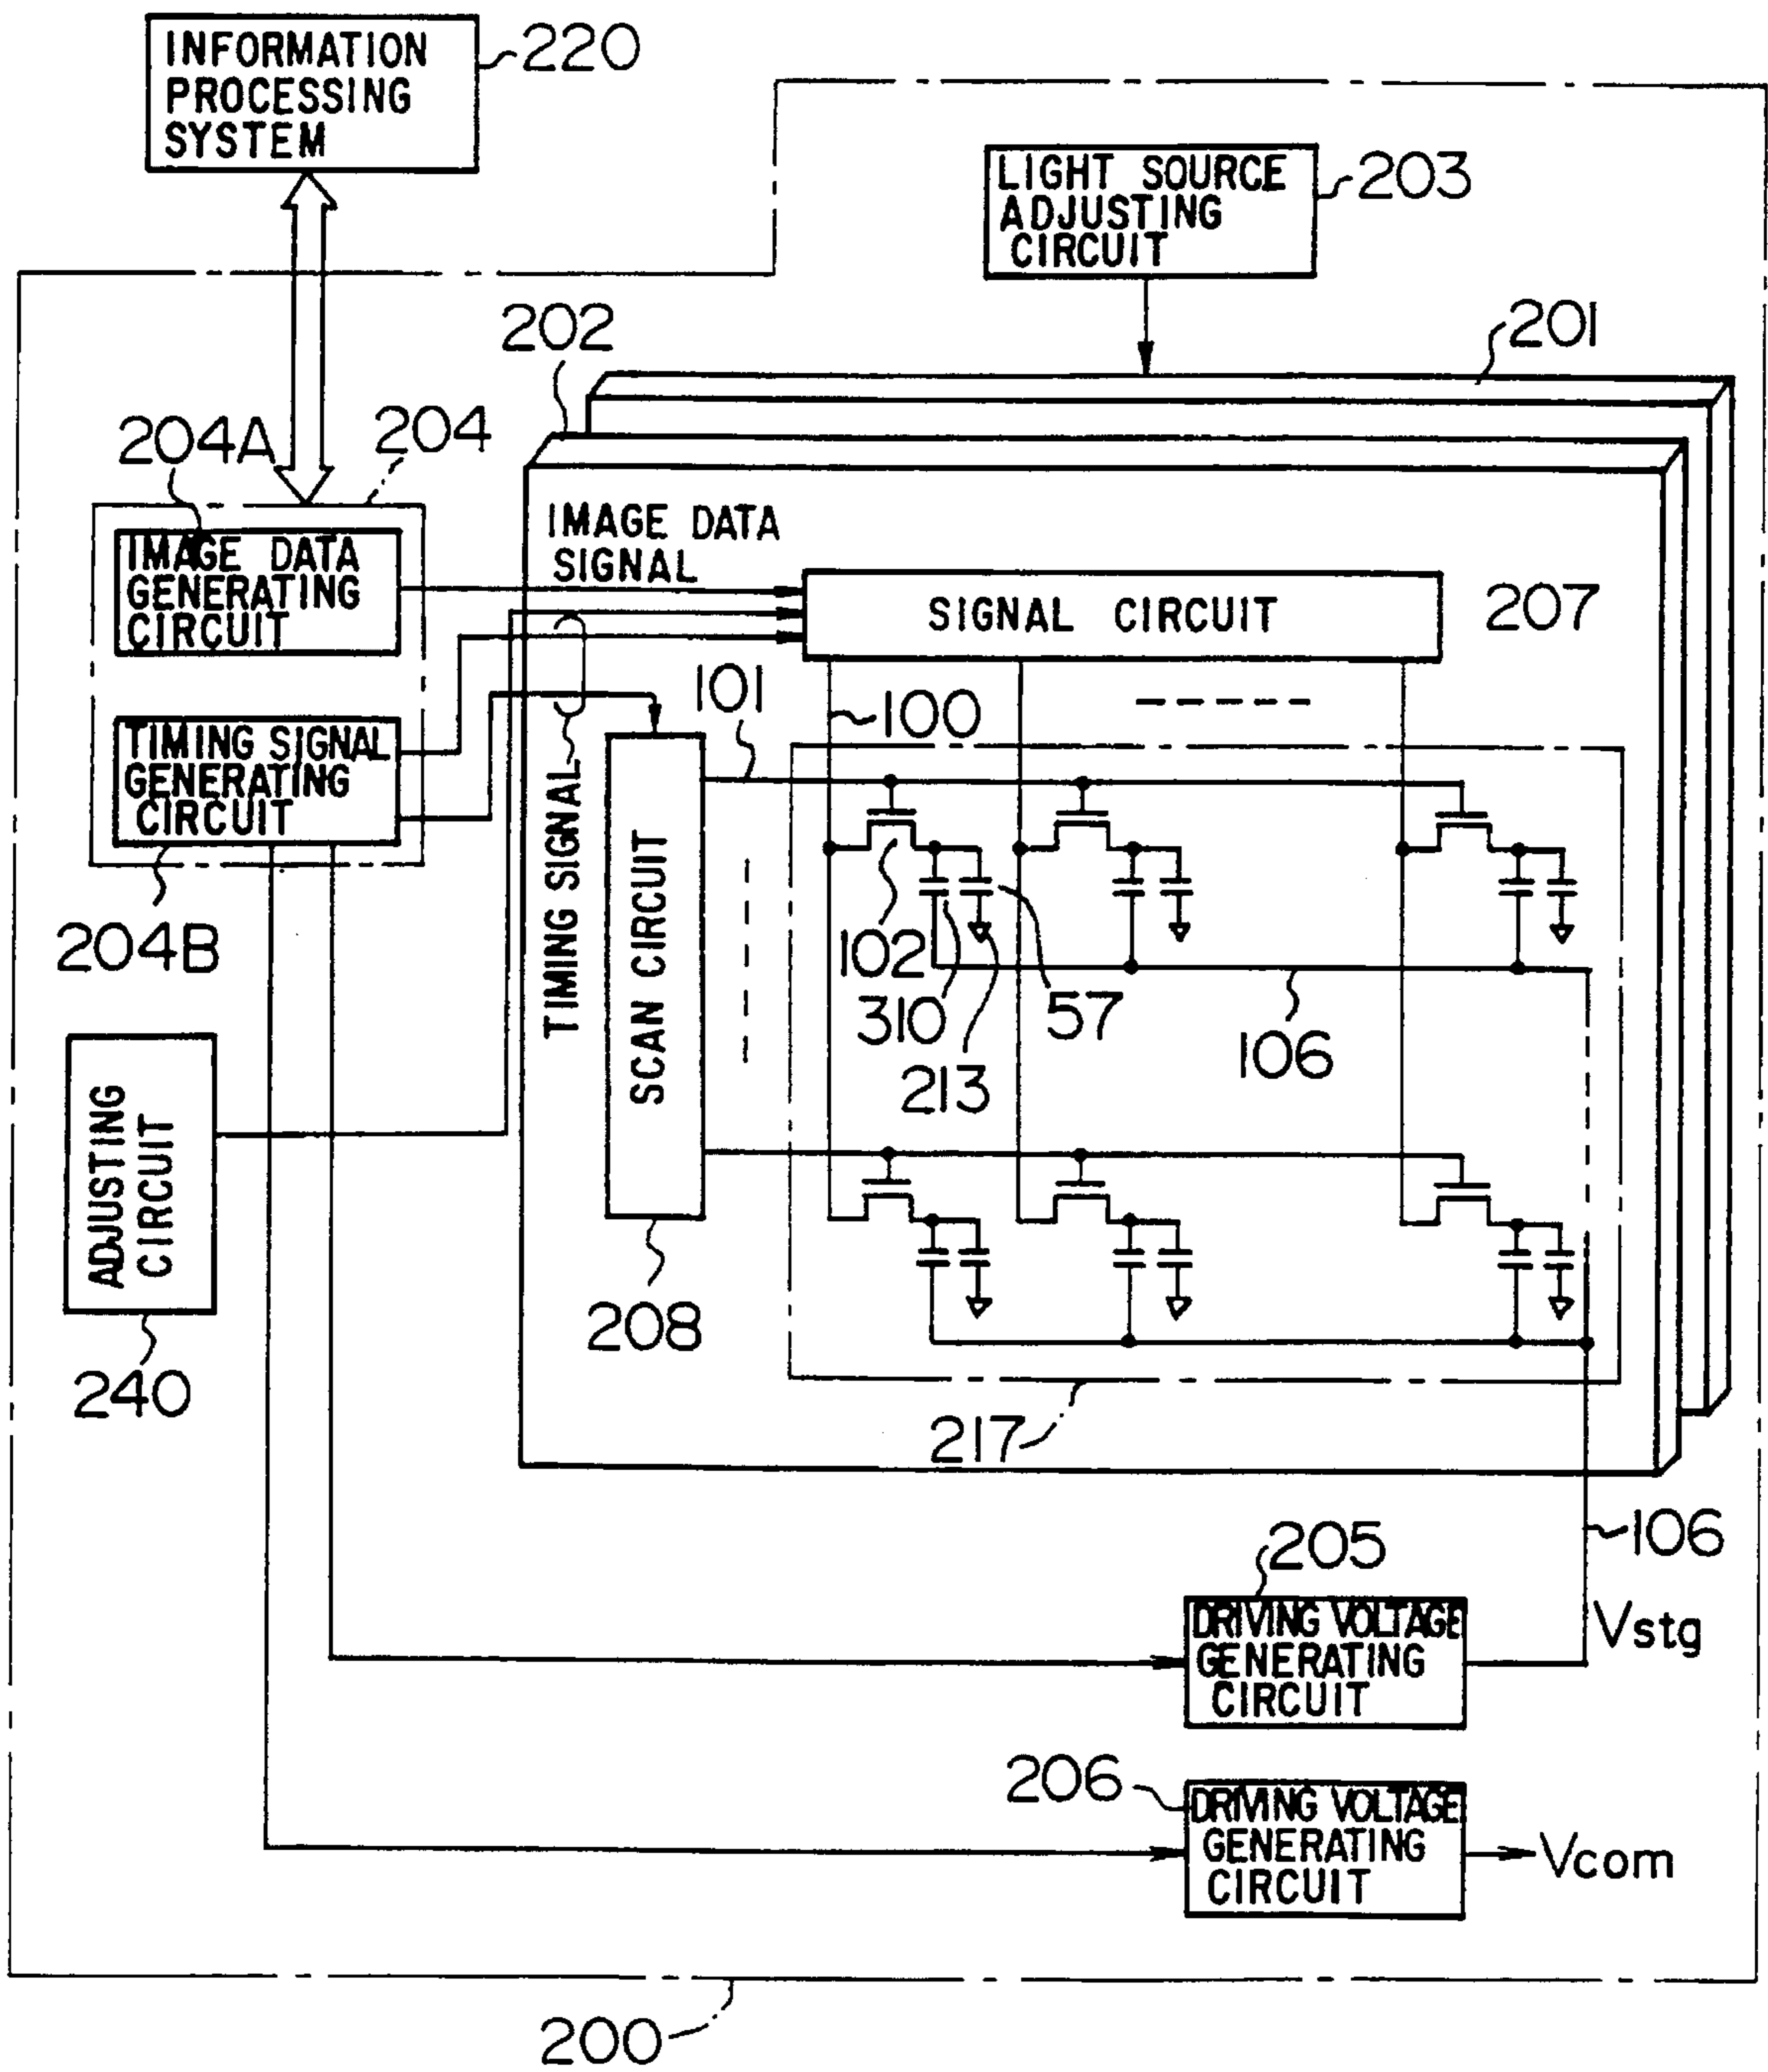 INFORMATION
PROCESSING
SYSTEM
220
LIGHT SOURCE
ADJUSTING
CIRCUIT
203
202
201
204A
204
IMAGE DATA
GENERATING
CIRCUIT
IMAGE DATA
SIGNAL
SIGNAL CIRCUIT
207
101
100
TIMING SIGNAL
GENERATING
CIRCUIT
204B
TIMING SIGNAL
SCAN CIRCUIT
102
310
57
213
106
ADJUSTING
CIRCUIT
240
208
217
106
205
DRIVING VOLTAGE
GENERATING
CIRCUIT
Vstg
206
DRIVING VOLTAGE
GENERATING
CIRCUIT
Vcom
200